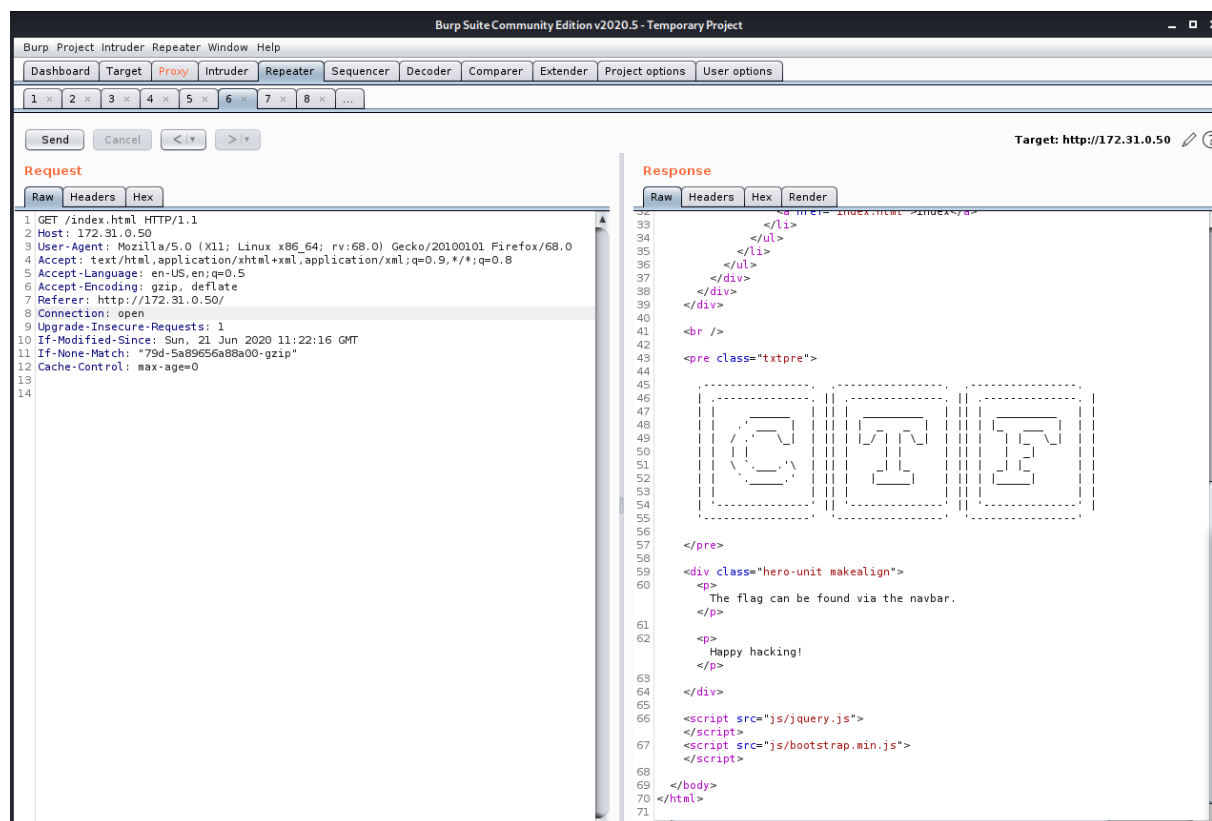 Burp Suite Community Edition v2020.5 - Temporary Project
Burp Project Intruder Repeater Window Help
Dashboard Target Proxy Intruder Repeater Sequencer Decoder Comparer Extender Project options User options
1 × 2 × 3 × 4 × 5 × 6 × 7 × 8 × ...
Send Cancel < > Target: http://172.31.0.50
Request
Raw Headers Hex
1 GET /index.html HTTP/1.1
2 Host: 172.31.0.50
3 User-Agent: Mozilla/5.0 (X11; Linux x86_64; rv:68.0) Gecko/20100101 Firefox/68.0
4 Accept: text/html,application/xhtml+xml,application/xml;q=0.9,*/*;q=0.8
5 Accept-Language: en-US,en;q=0.5
6 Accept-Encoding: gzip, deflate
7 Referer: http://172.31.0.50/
8 Connection: open
9 Upgrade-Insecure-Requests: 1
10 If-Modified-Since: Sun, 21 Jun 2020 11:22:16 GMT
11 If-None-Match: "79d-5a89656a88a00-gzip"
12 Cache-Control: max-age=0
13
14
Response
Raw Headers Hex Render
32 <a href="index.html">Index</a>
33 </li>
34 </ul>
35 </li>
36 </ul>
37 </div>
38 </div>
39 </div>
40
41 <br />
42
43 <pre class="txtpre">
44
45
46
47
48
49
50
51
52
53
54
55
CTF
56
57 </pre>
58
59 <div class="hero-unit makealign">
60 <p>
The flag can be found via the navbar.
</p>
61
62 <p>
Happy hacking!
</p>
63
64 </div>
65
66 <script src="js/jquery.js">
</script>
67 <script src="js/bootstrap.min.js">
</script>
68
69 </body>
70 </html>
71